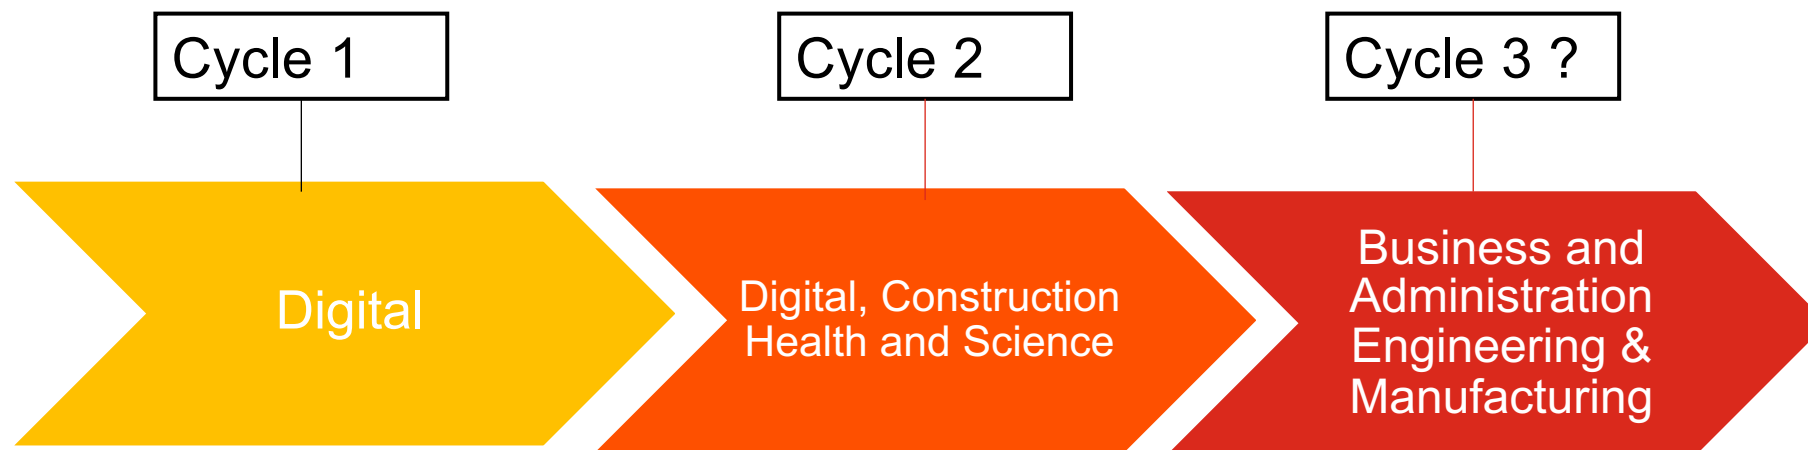 Cycle 1
Cycle 2
Cycle 3 ?
Digital
Digital, Construction
Health and Science
Business and
Administration
Engineering &
Manufacturing